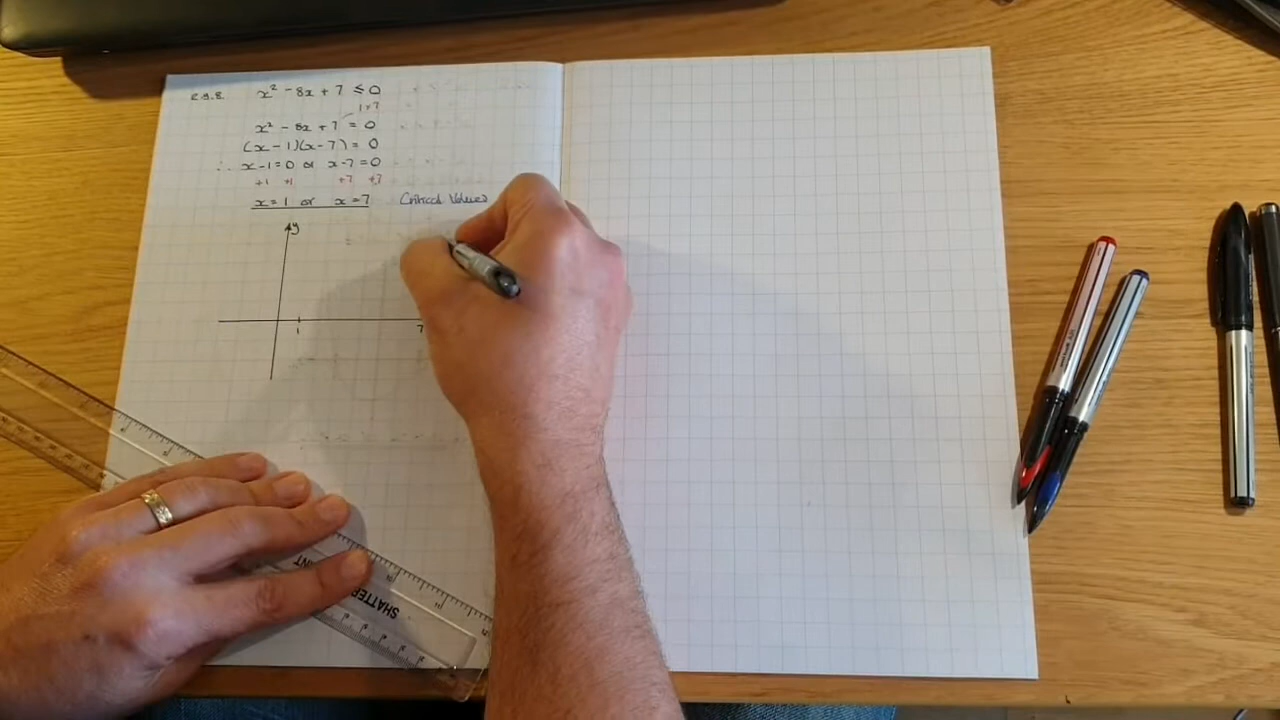 e.g.8. x² - 8x + 7 ≤ 0
1×7
x² - 8x + 7 = 0
(x - 1)(x - 7) = 0
∴ x-1=0 or x-7=0
+1 +1 +7 +7
x = 1 or x = 7 Critical Values
y
1 7
SHATTER